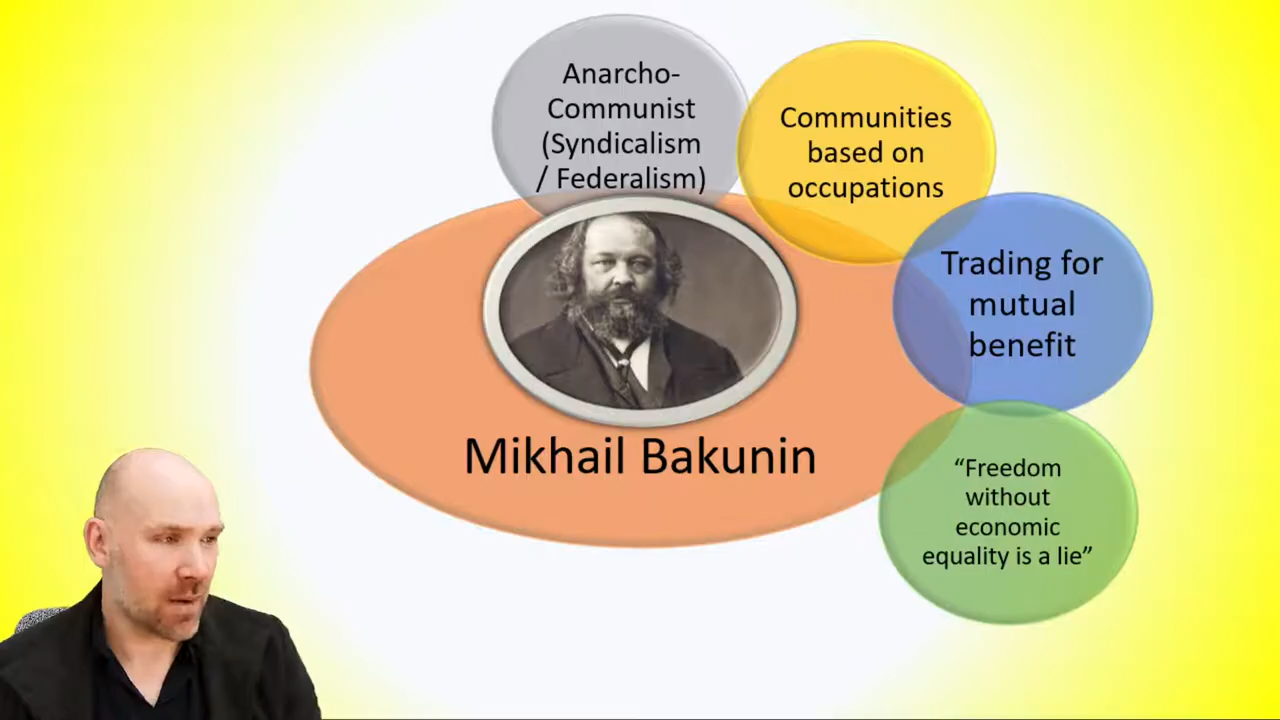 Anarcho-
Communist
(Syndicalism
/ Federalism)
Communities
based on
occupations
Trading for
mutual
benefit
“Freedom
without
economic
equality is a lie”
Mikhail Bakunin